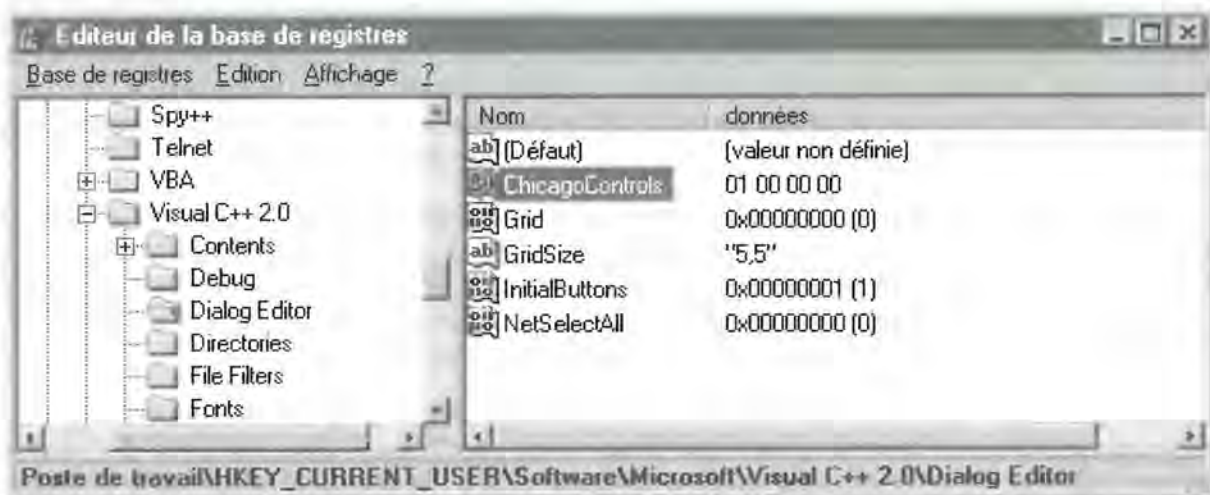 Editeur de la base de registres
Base de registres Edition Affichage ?
Spy++
Telnet
VBA
Visual C++ 2.0
Contents
Debug
Dialog Editor
Directories
File Filters
Fonts
Nom données
(Défaut) (valeur non définie)
ChicagoControls 01 00 00 00
Grid 0x00000000 (0)
GridSize "5,5"
InitialButtons 0x00000001 (1)
NetSelectAll 0x00000000 (0)
Poste de travail\HKEY_CURRENT_USER\Software\Microsoft\Visual C++ 2.0\Dialog Editor